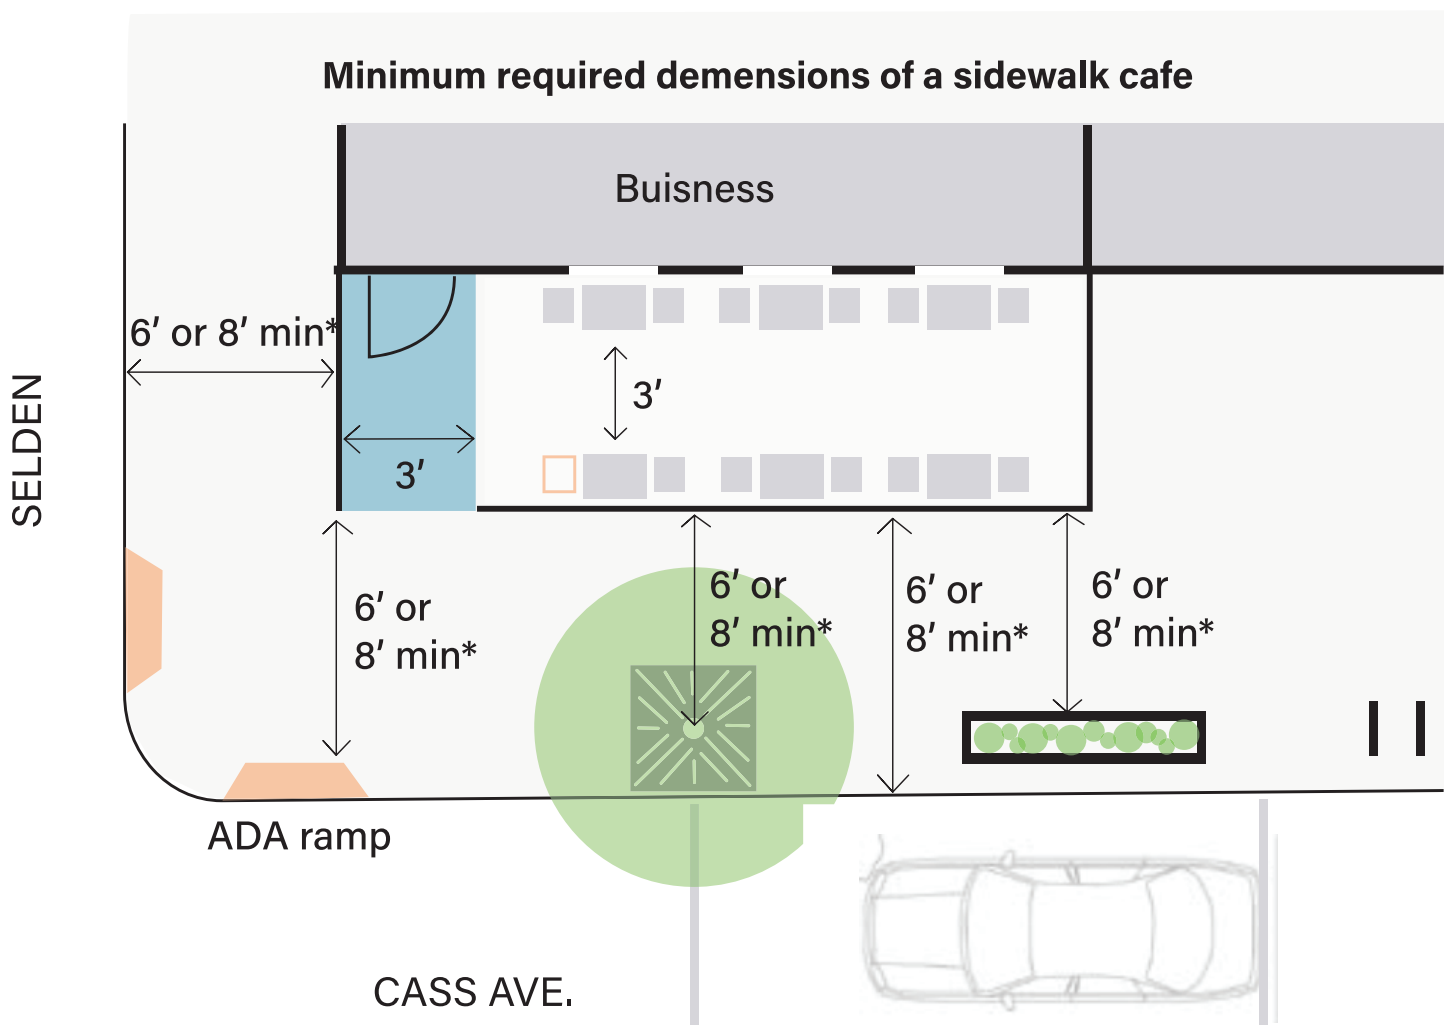 Minimum required demensions of a sidewalk cafe
Buisness
6′ or 8′ min*
SELDEN
3′
3′
6′ or
8′ min*
6′ or
8′ min*
6′ or
8′ min*
6′ or
8′ min*
ADA ramp
CASS AVE.